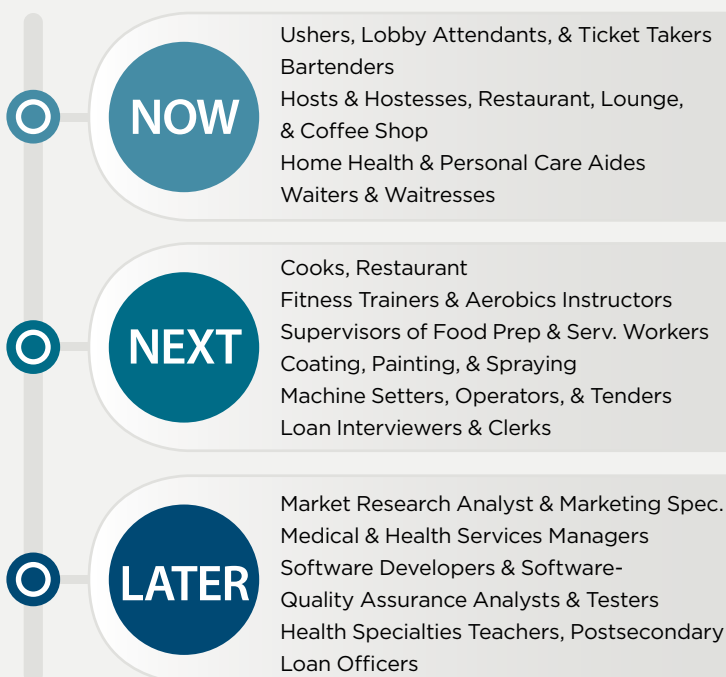 NOW
Ushers, Lobby Attendants, & Ticket Takers
Bartenders
Hosts & Hostesses, Restaurant, Lounge,
& Coffee Shop
Home Health & Personal Care Aides
Waiters & Waitresses
NEXT
Cooks, Restaurant
Fitness Trainers & Aerobics Instructors
Supervisors of Food Prep & Serv. Workers
Coating, Painting, & Spraying
Machine Setters, Operators, & Tenders
Loan Interviewers & Clerks
LATER
Market Research Analyst & Marketing Spec.
Medical & Health Services Managers
Software Developers & Software-
Quality Assurance Analysts & Testers
Health Specialties Teachers, Postsecondary
Loan Officers